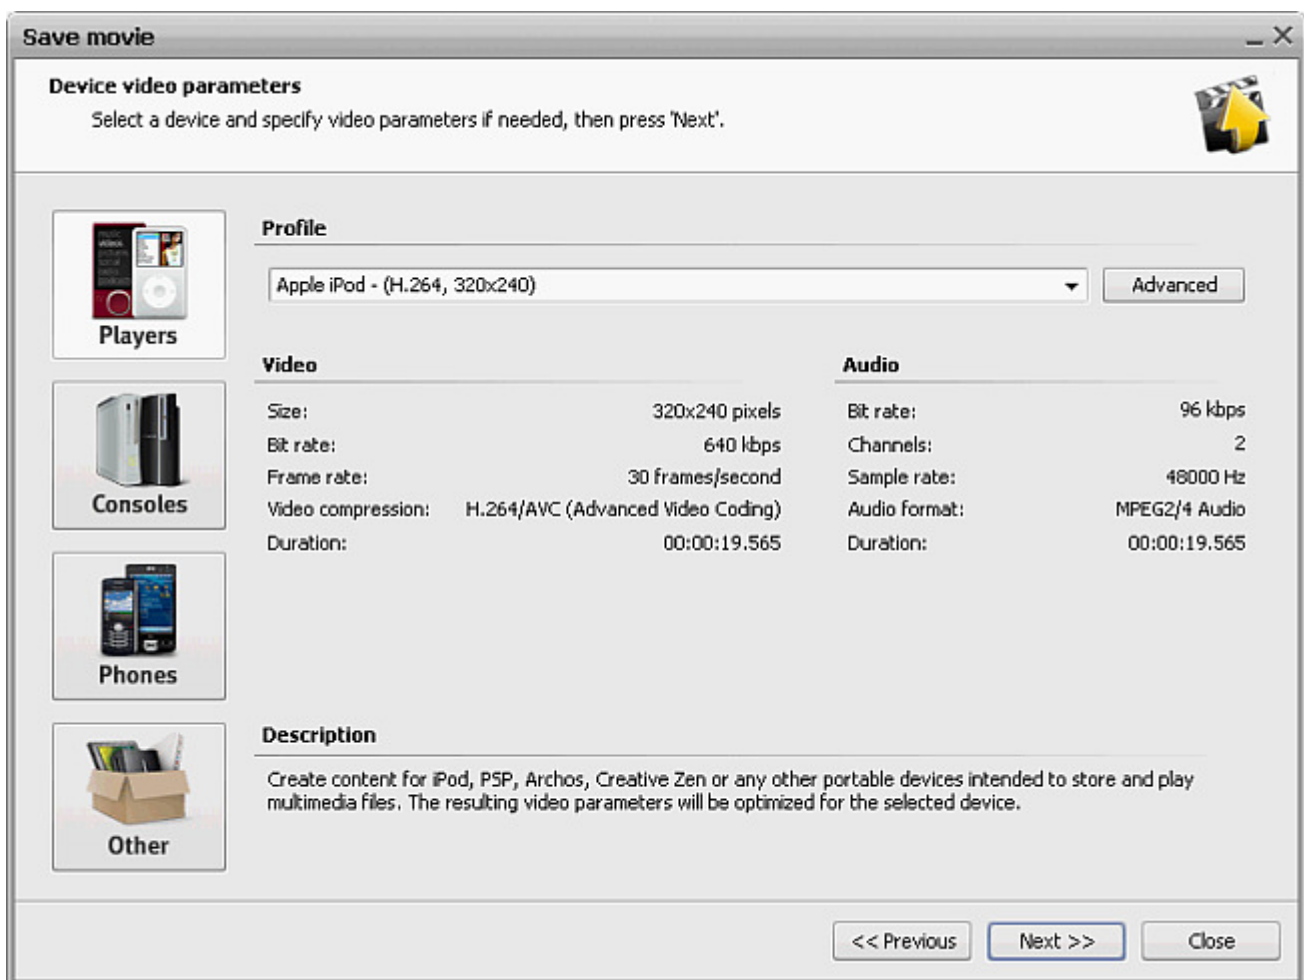 Save movie
Device video parameters
Select a device and specify video parameters if needed, then press 'Next'.
Players
Consoles
Phones
Other
Profile
Apple iPod - (H.264, 320x240)
Advanced
Video
Size: 320x240 pixels
Bit rate: 640 kbps
Frame rate: 30 frames/second
Video compression: H.264/AVC (Advanced Video Coding)
Duration: 00:00:19.565
Audio
Bit rate: 96 kbps
Channels: 2
Sample rate: 48000 Hz
Audio format: MPEG2/4 Audio
Duration: 00:00:19.565
Description
Create content for iPod, PSP, Archos, Creative Zen or any other portable devices intended to store and play
multimedia files. The resulting video parameters will be optimized for the selected device.
<< Previous
Next >>
Close